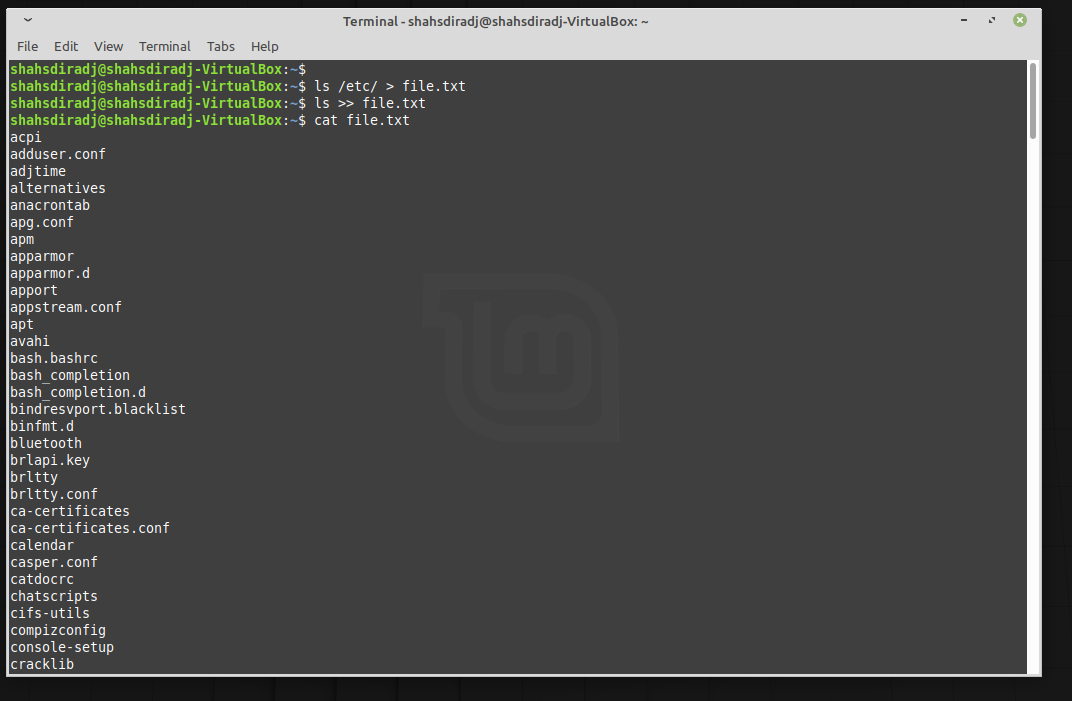 Terminal - shahsdiradj@shahsdiradj-VirtualBox: ~
File Edit View Terminal Tabs Help
shahsdiradj@shahsdiradj-VirtualBox:~$
shahsdiradj@shahsdiradj-VirtualBox:~$ ls /etc/ > file.txt
shahsdiradj@shahsdiradj-VirtualBox:~$ ls >> file.txt
shahsdiradj@shahsdiradj-VirtualBox:~$ cat file.txt
acpi
adduser.conf
adjtime
alternatives
anacrontab
apg.conf
apm
apparmor
apparmor.d
apport
appstream.conf
apt
avahi
bash.bashrc
bash_completion
bash_completion.d
bindresvport.blacklist
binfmt.d
bluetooth
brlapi.key
brltty
brltty.conf
ca-certificates
ca-certificates.conf
calendar
casper.conf
catdocrc
chatscripts
cifs-utils
compizconfig
console-setup
cracklib